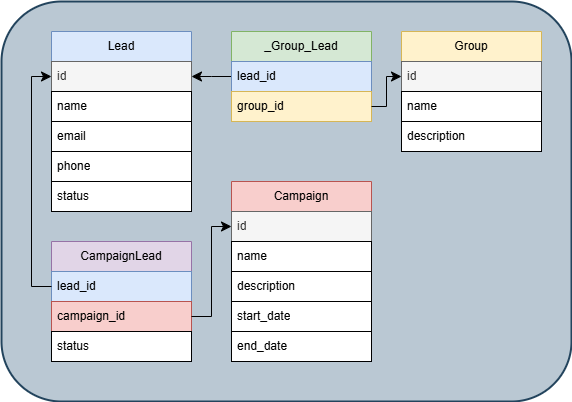 Lead
id
name
email
phone
status
_Group_Lead
lead_id
group_id
Group
id
name
description
CampaignLead
lead_id
campaign_id
status
Campaign
id
name
description
start_date
end_date